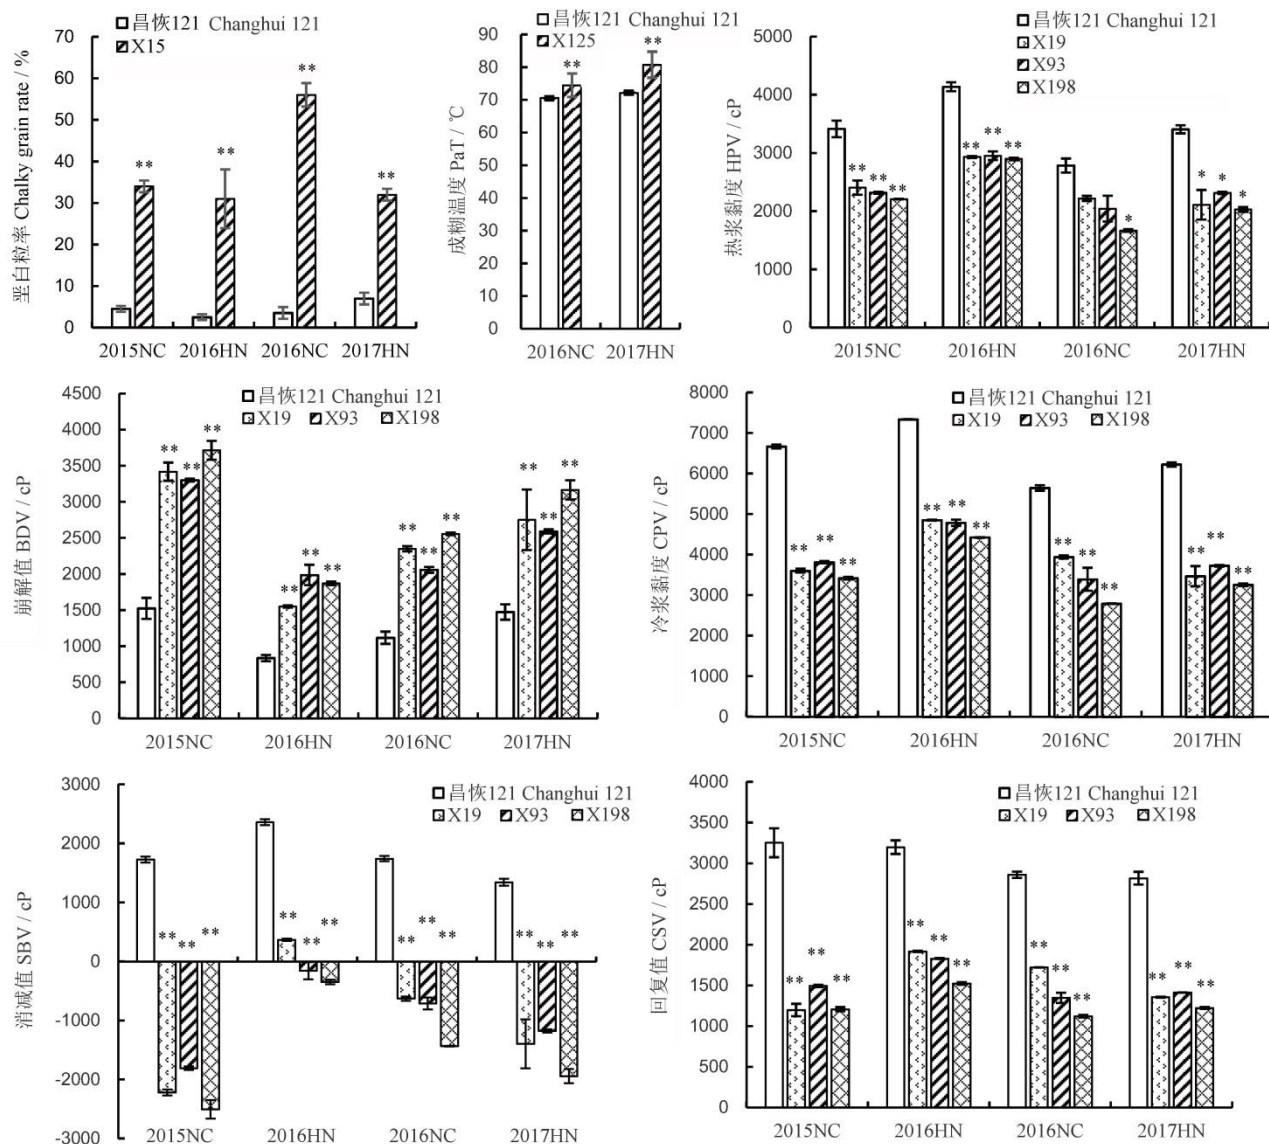 昌恢121 Changhui 121
X15
垩白粒率 Chalky grain rate / %
70
60
50
40
30
20
10
0
**
**
**
**
2015NC 2016HN 2016NC 2017HN
昌恢121 Changhui 121
X125
成糊温度 PaT / ℃
90
80
70
60
50
40
30
20
10
0
**
**
2016NC 2017HN
昌恢121 Changhui 121
X19
X93
X198
热浆黏度 HPV / cP
5000
4000
3000
2000
1000
0
** ** **
** ** **
*
* * *
2015NC 2016HN 2016NC 2017HN
昌恢121 Changhui 121
X19 X93 X198
崩解值 BDV / cP
4500
4000
3500
3000
2500
2000
1500
1000
500
0
** ** **
** ** **
** ** **
** ** **
2015NC 2016HN 2016NC 2017HN
昌恢121 Changhui 121
X19 X93 X198
冷浆黏度 CPV / cP
8000
7000
6000
5000
4000
3000
2000
1000
0
** ** **
** ** **
** ** **
** ** **
2015NC 2016HN 2016NC 2017HN
昌恢121 Changhui 121
X19 X93 X198
消减值 SBV / cP
3000
2000
1000
0
-1000
-2000
-3000
** ** **
** ** **
** ** **
** ** **
2015NC 2016HN 2016NC 2017HN
昌恢121 Changhui 121
X19 X93 X198
回复值 CSV / cP
4000
3500
3000
2500
2000
1500
1000
500
0
** ** **
** ** **
** ** **
** ** **
2015NC 2016HN 2016NC 2017HN